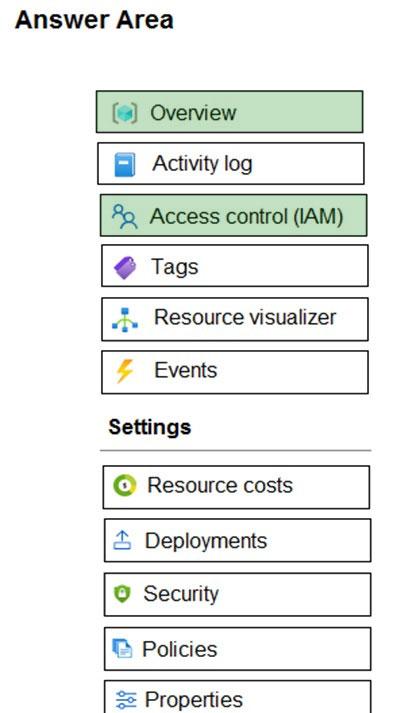 Answer Area
Overview
Activity log
Access control (IAM)
Tags
Resource visualizer
Events
Settings
Resource costs
Deployments
Security
Policies
Properties